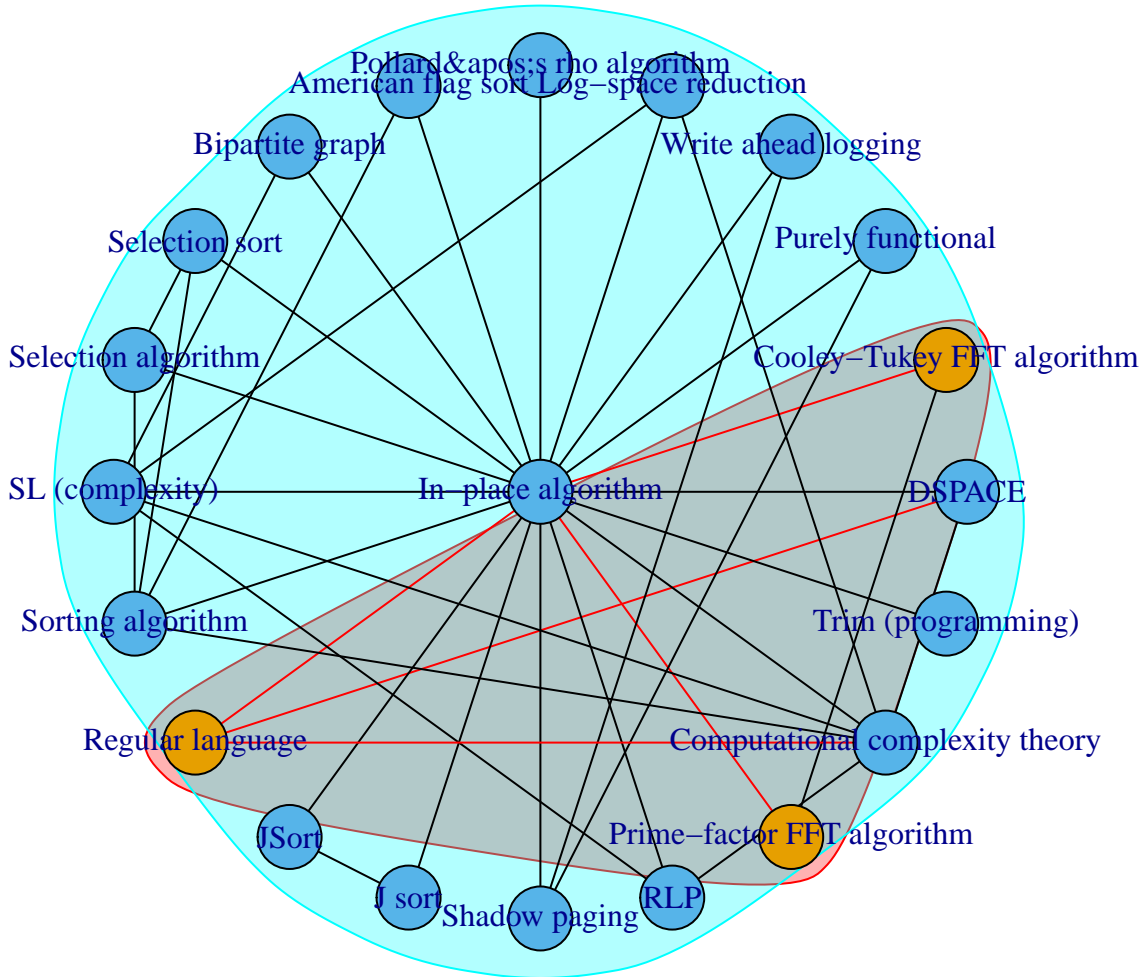 Pollard&apos;s rho algorithm
American flag sort
Log−space reduction
Bipartite graph
Write ahead logging
Selection sort
Purely functional
Selection algorithm
Cooley−Tukey FFT algorithm
SL (complexity)
In−place algorithm
DSPACE
Sorting algorithm
Trim (programming)
Regular language
Computational complexity theory
JSort
Prime−factor FFT algorithm
J sort
Shadow paging
RLP